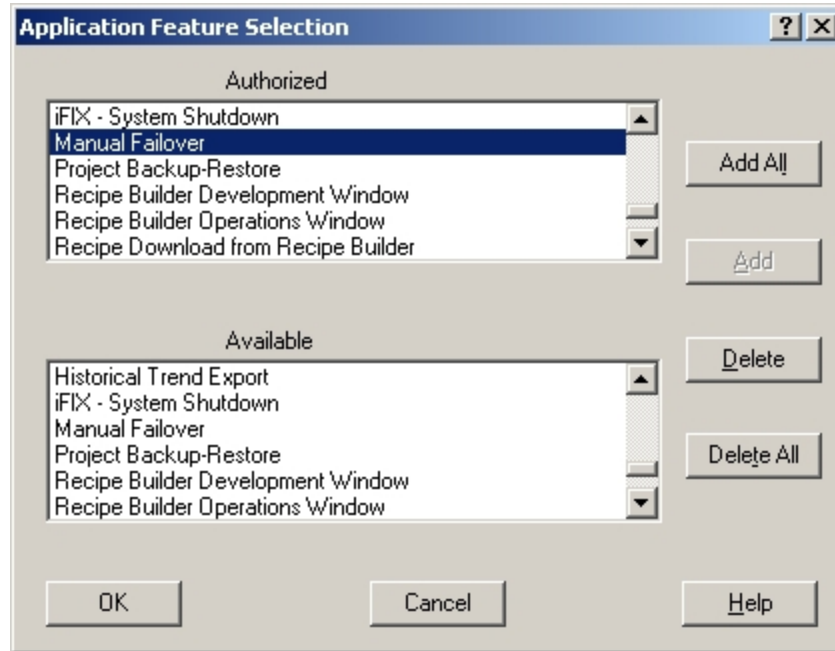 Application Feature Selection
Authorized
iFIX - System Shutdown
Manual Failover
Project Backup-Restore
Recipe Builder Development Window
Recipe Builder Operations Window
Recipe Download from Recipe Builder
Add All
Add
Available
Historical Trend Export
iFIX - System Shutdown
Manual Failover
Project Backup-Restore
Recipe Builder Development Window
Recipe Builder Operations Window
Delete
Delete All
OK
Cancel
Help